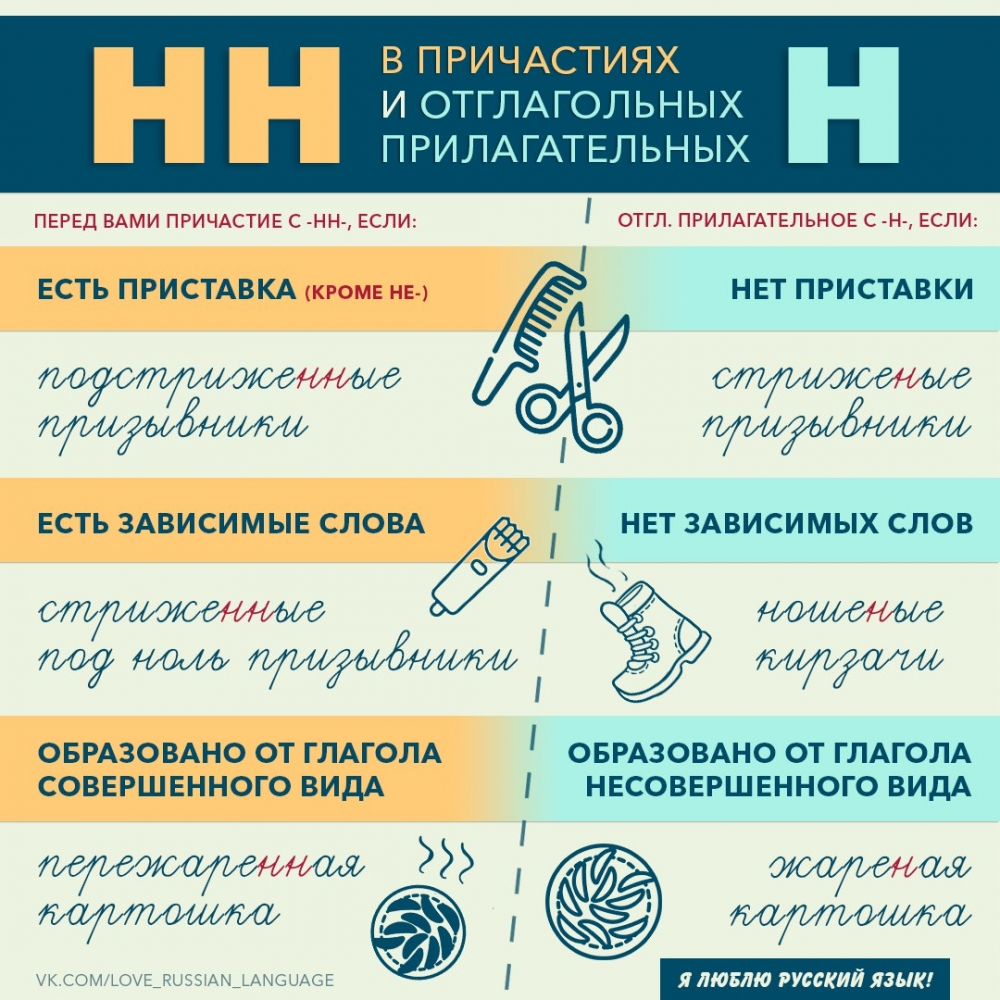 НН
В ПРИЧАСТИЯХ
И ОТГЛАГОЛЬНЫХ
ПРИЛАГАТЕЛЬНЫХ
Н
ПЕРЕД ВАМИ ПРИЧАСТИЕ С -НН-, ЕСЛИ:
ОТГЛ. ПРИЛАГАТЕЛЬНОЕ С -Н-, ЕСЛИ:
ЕСТЬ ПРИСТАВКА (КРОМЕ НЕ-)
НЕТ ПРИСТАВКИ
подстриженные
призывники
стриженые
призывники
ЕСТЬ ЗАВИСИМЫЕ СЛОВА
НЕТ ЗАВИСИМЫХ СЛОВ
стриженные
под ноль призывники
ношеные
кирзачи
ОБРАЗОВАНО ОТ ГЛАГОЛА
СОВЕРШЕННОГО ВИДА
ОБРАЗОВАНО ОТ ГЛАГОЛА
НЕСОВЕРШЕННОГО ВИДА
пережаренная
картошка
жареная
картошка
VK.COM/LOVE_RUSSIAN_LANGUAGE
Я ЛЮБЛЮ РУССКИЙ ЯЗЫК!